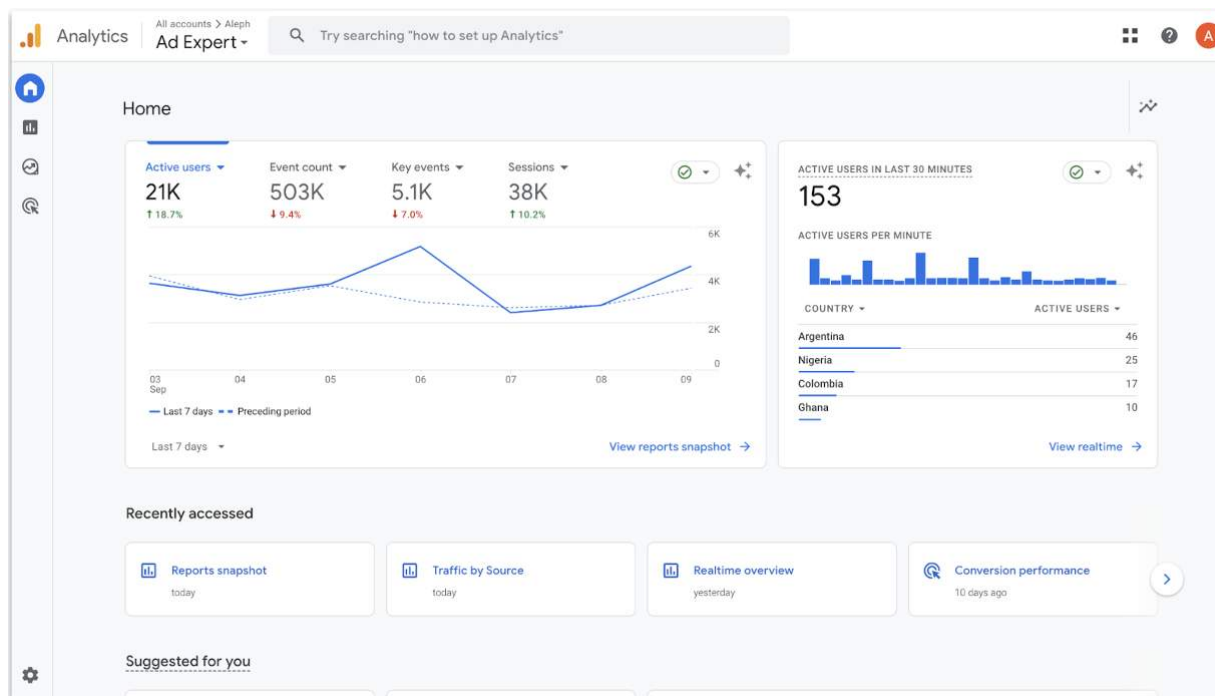 Analytics
All accounts > Aleph
Ad Expert
Try searching "how to set up Analytics"
A
Home
Active users
21K
↑ 18.7%
Event count
503K
↓ 9.4%
Key events
5.1K
↓ 7.0%
Sessions
38K
↑ 10.2%
6K
4K
2K
0
03
Sep
04
05
06
07
08
09
Last 7 days
Preceding period
Last 7 days
View reports snapshot →
ACTIVE USERS IN LAST 30 MINUTES
153
ACTIVE USERS PER MINUTE
COUNTRY
ACTIVE USERS
Argentina 46
Nigeria 25
Colombia 17
Ghana 10
View realtime →
Recently accessed
Reports snapshot
today
Traffic by Source
today
Realtime overview
yesterday
Conversion performance
10 days ago
Suggested for you